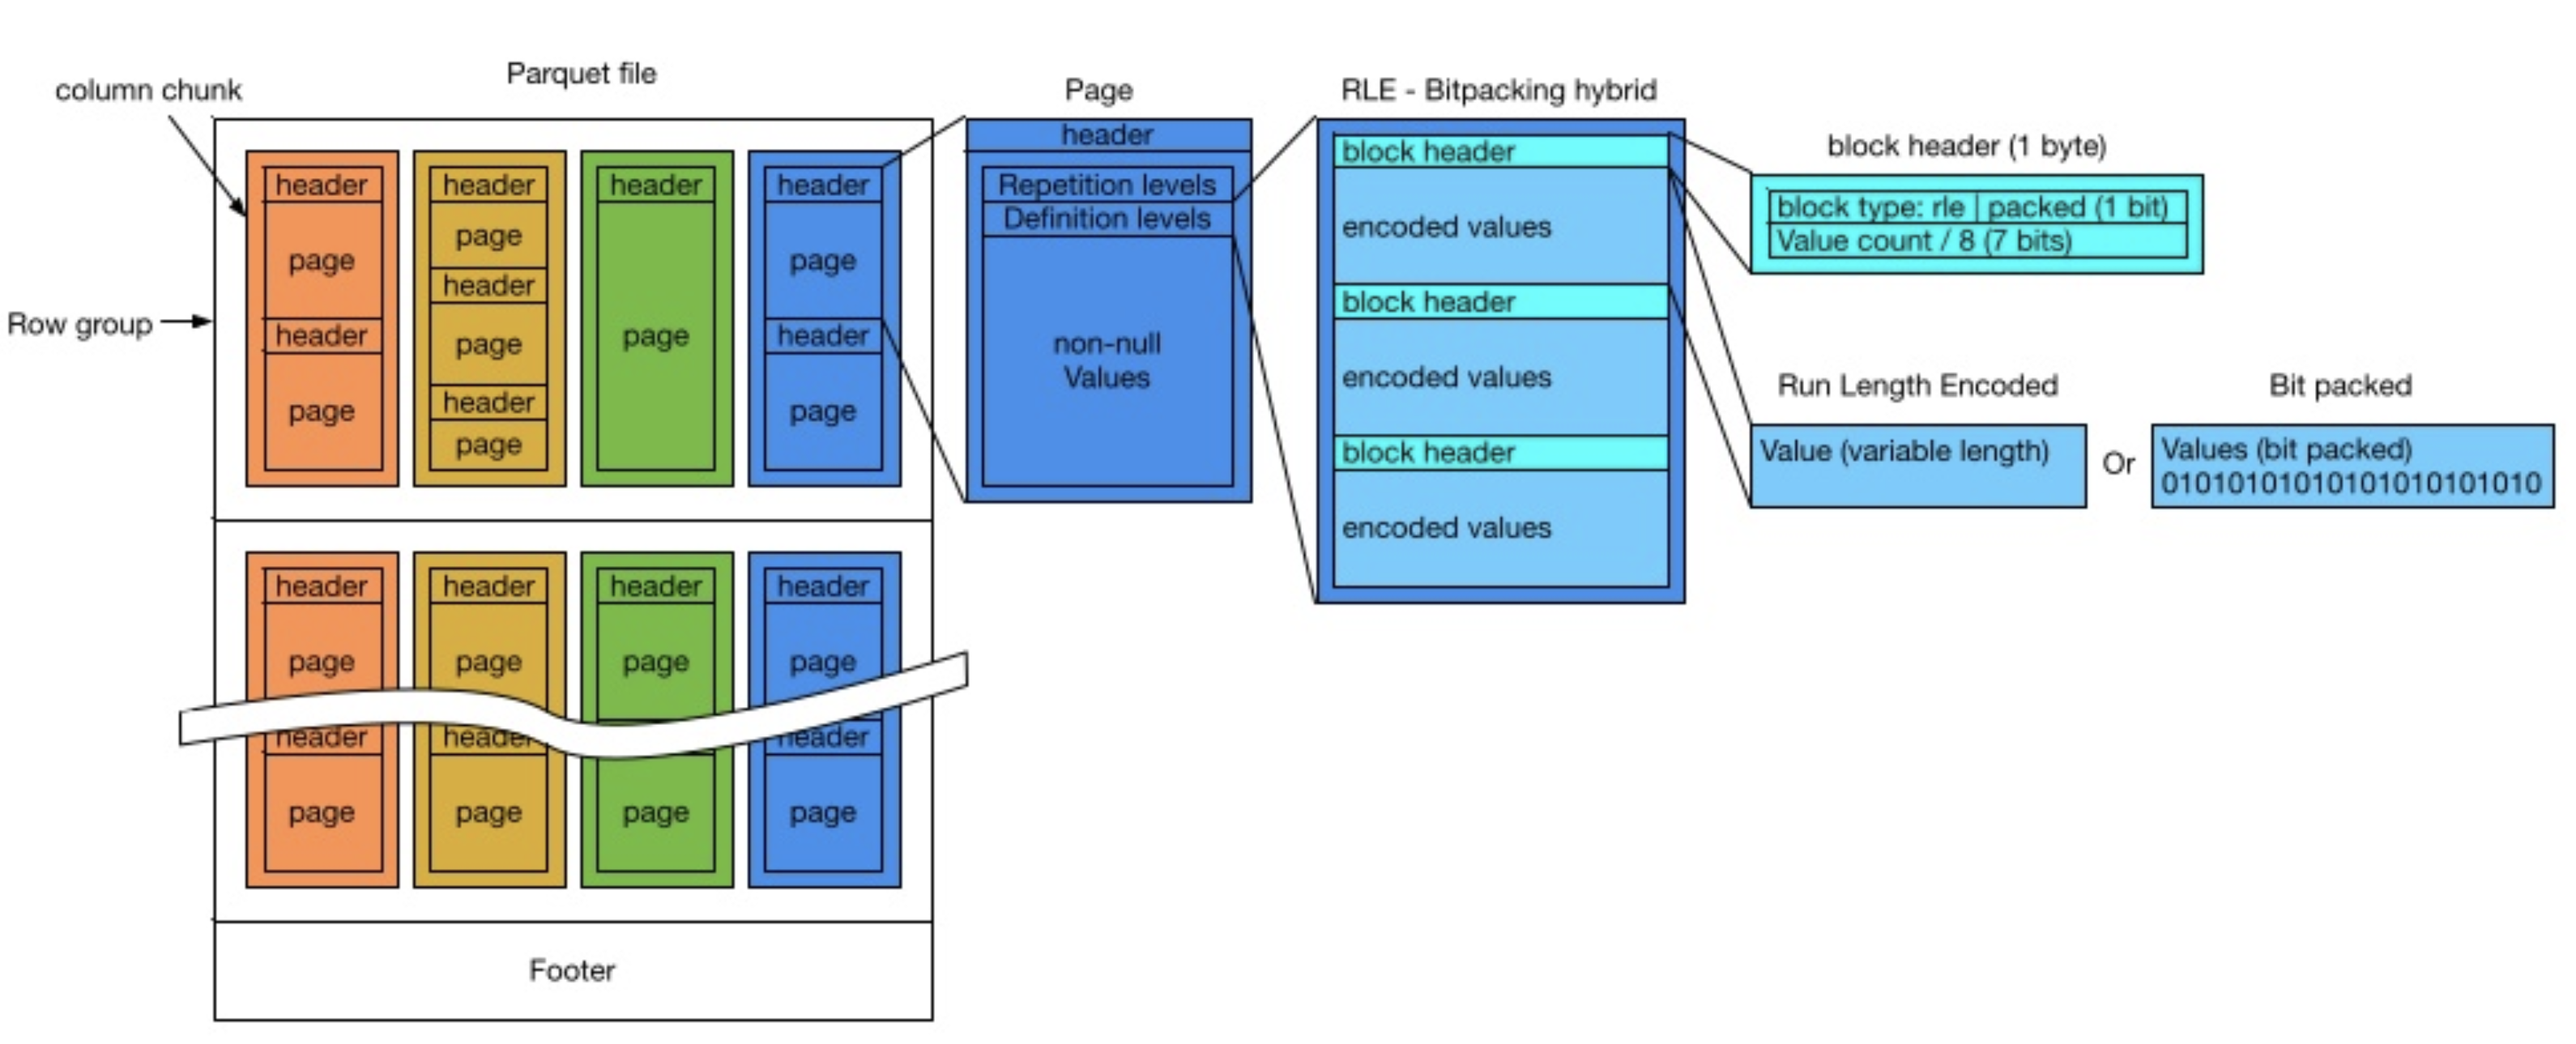 Parquet file
column chunk
Row group
header
page
header
page
header
page
header
page
header
page
header
page
header
page
header
page
header
page
header
page
header
page
header
page
header
page
header
page
header
page
page
header
page
Footer
Page
header
Repetition levels
Definition levels
non-null
Values
RLE - Bitpacking hybrid
block header
encoded values
block header
encoded values
block header
encoded values
block header (1 byte)
block type: rle | packed (1 bit)
Value count / 8 (7 bits)
Run Length Encoded
Value (variable length)
Or
Bit packed
Values (bit packed)
01010101010101010101010